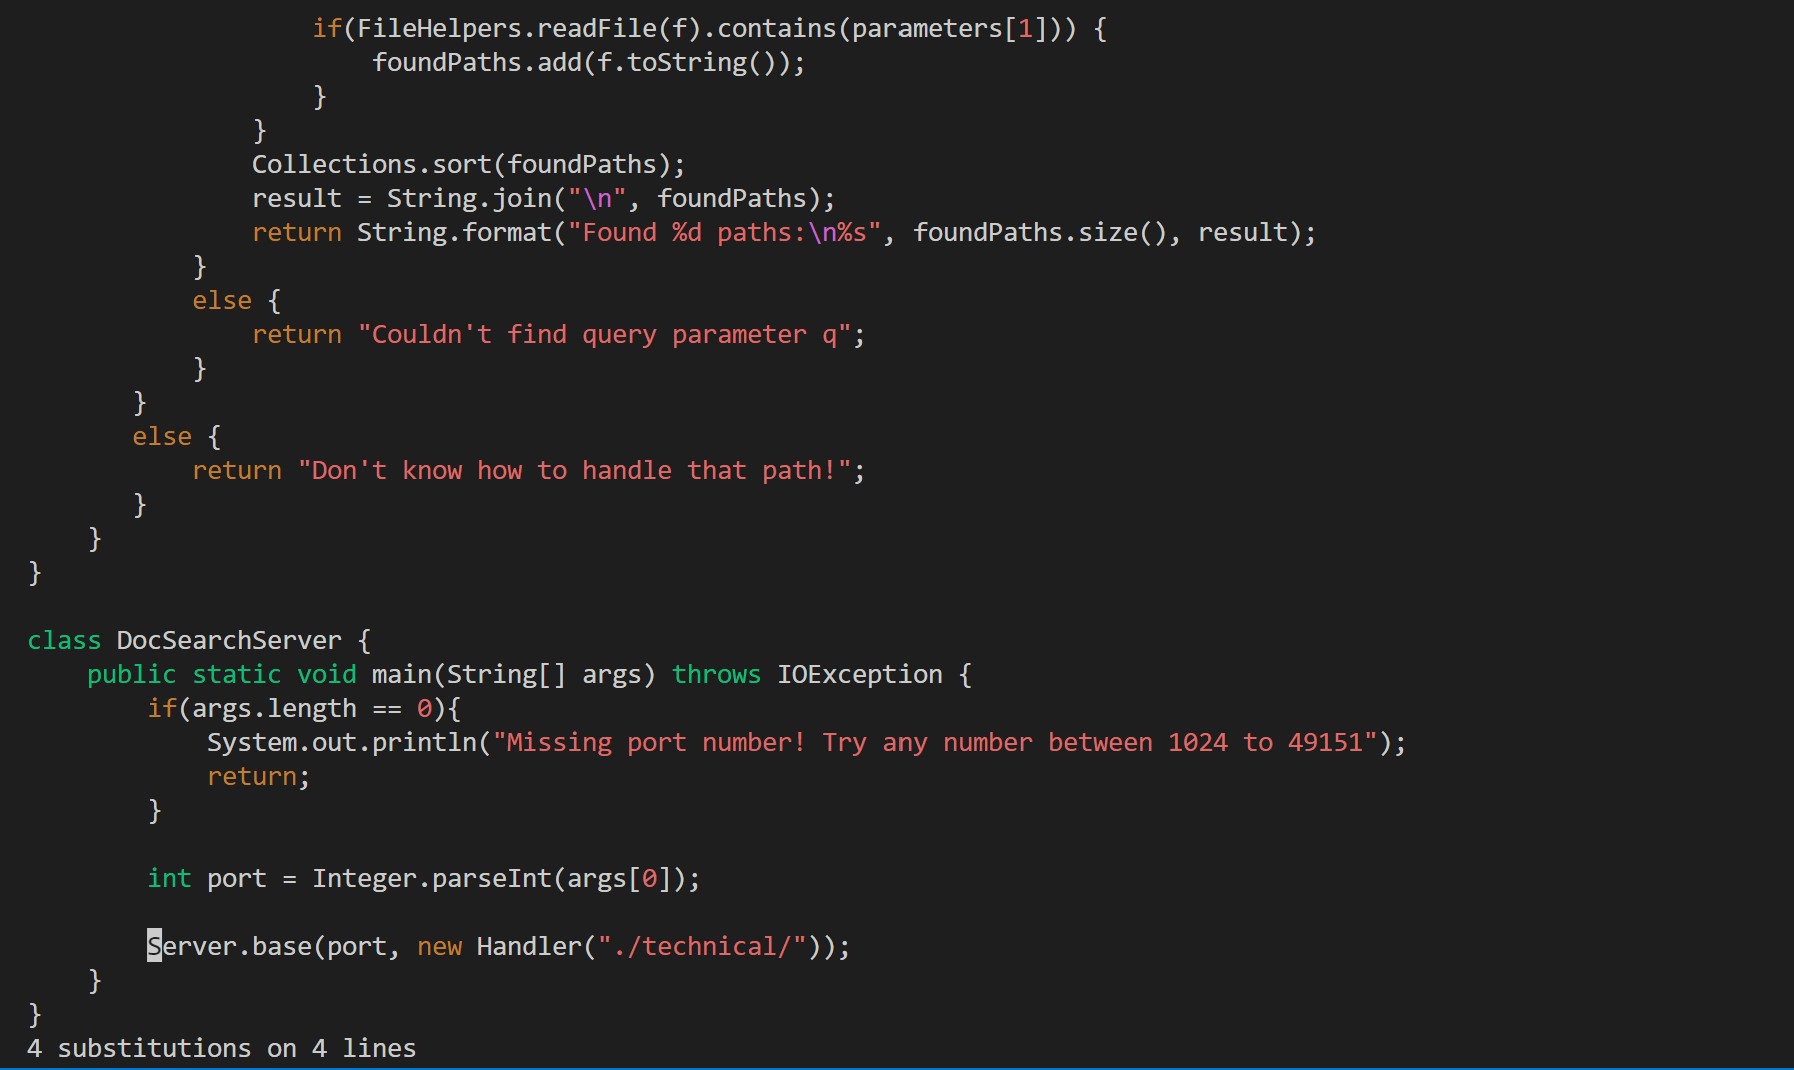 if(FileHelpers.readFile(f).contains(parameters[1])) {
                       foundPaths.add(f.toString());
                   }
               }
               Collections.sort(foundPaths);
               result = String.join("\n", foundPaths);
               return String.format("Found %d paths:\n%s", foundPaths.size(), result);
           }
           else {
               return "Couldn't find query parameter q";
           }
       }
       else {
           return "Don't know how to handle that path!";
       }
    }
}

class DocSearchServer {
    public static void main(String[] args) throws IOException {
        if(args.length == 0){
            System.out.println("Missing port number! Try any number between 1024 to 49151");
            return;
        }

        int port = Integer.parseInt(args[0]);

        Server.base(port, new Handler("./technical/"));
    }
}
4 substitutions on 4 lines